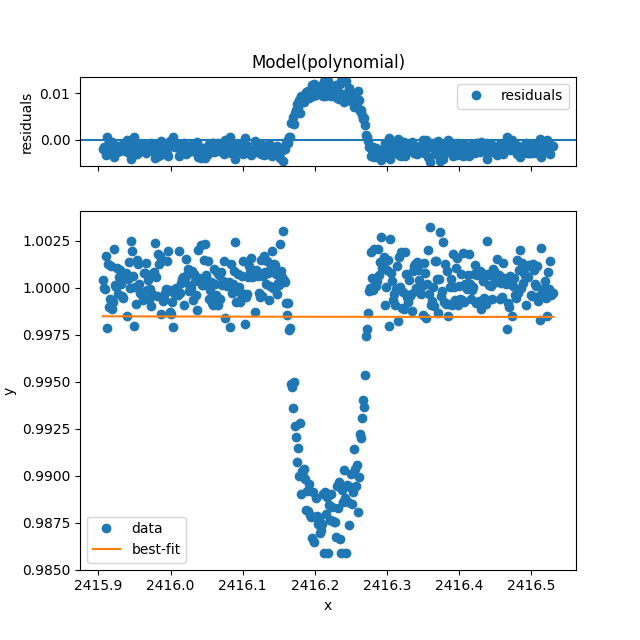 Model(polynomial)
residuals
0.01
0.00
residuals
y
1.0025
1.0000
0.9975
0.9950
0.9925
0.9900
0.9875
0.9850
data
best-fit
2415.9 2416.0 2416.1 2416.2 2416.3 2416.4 2416.5
x